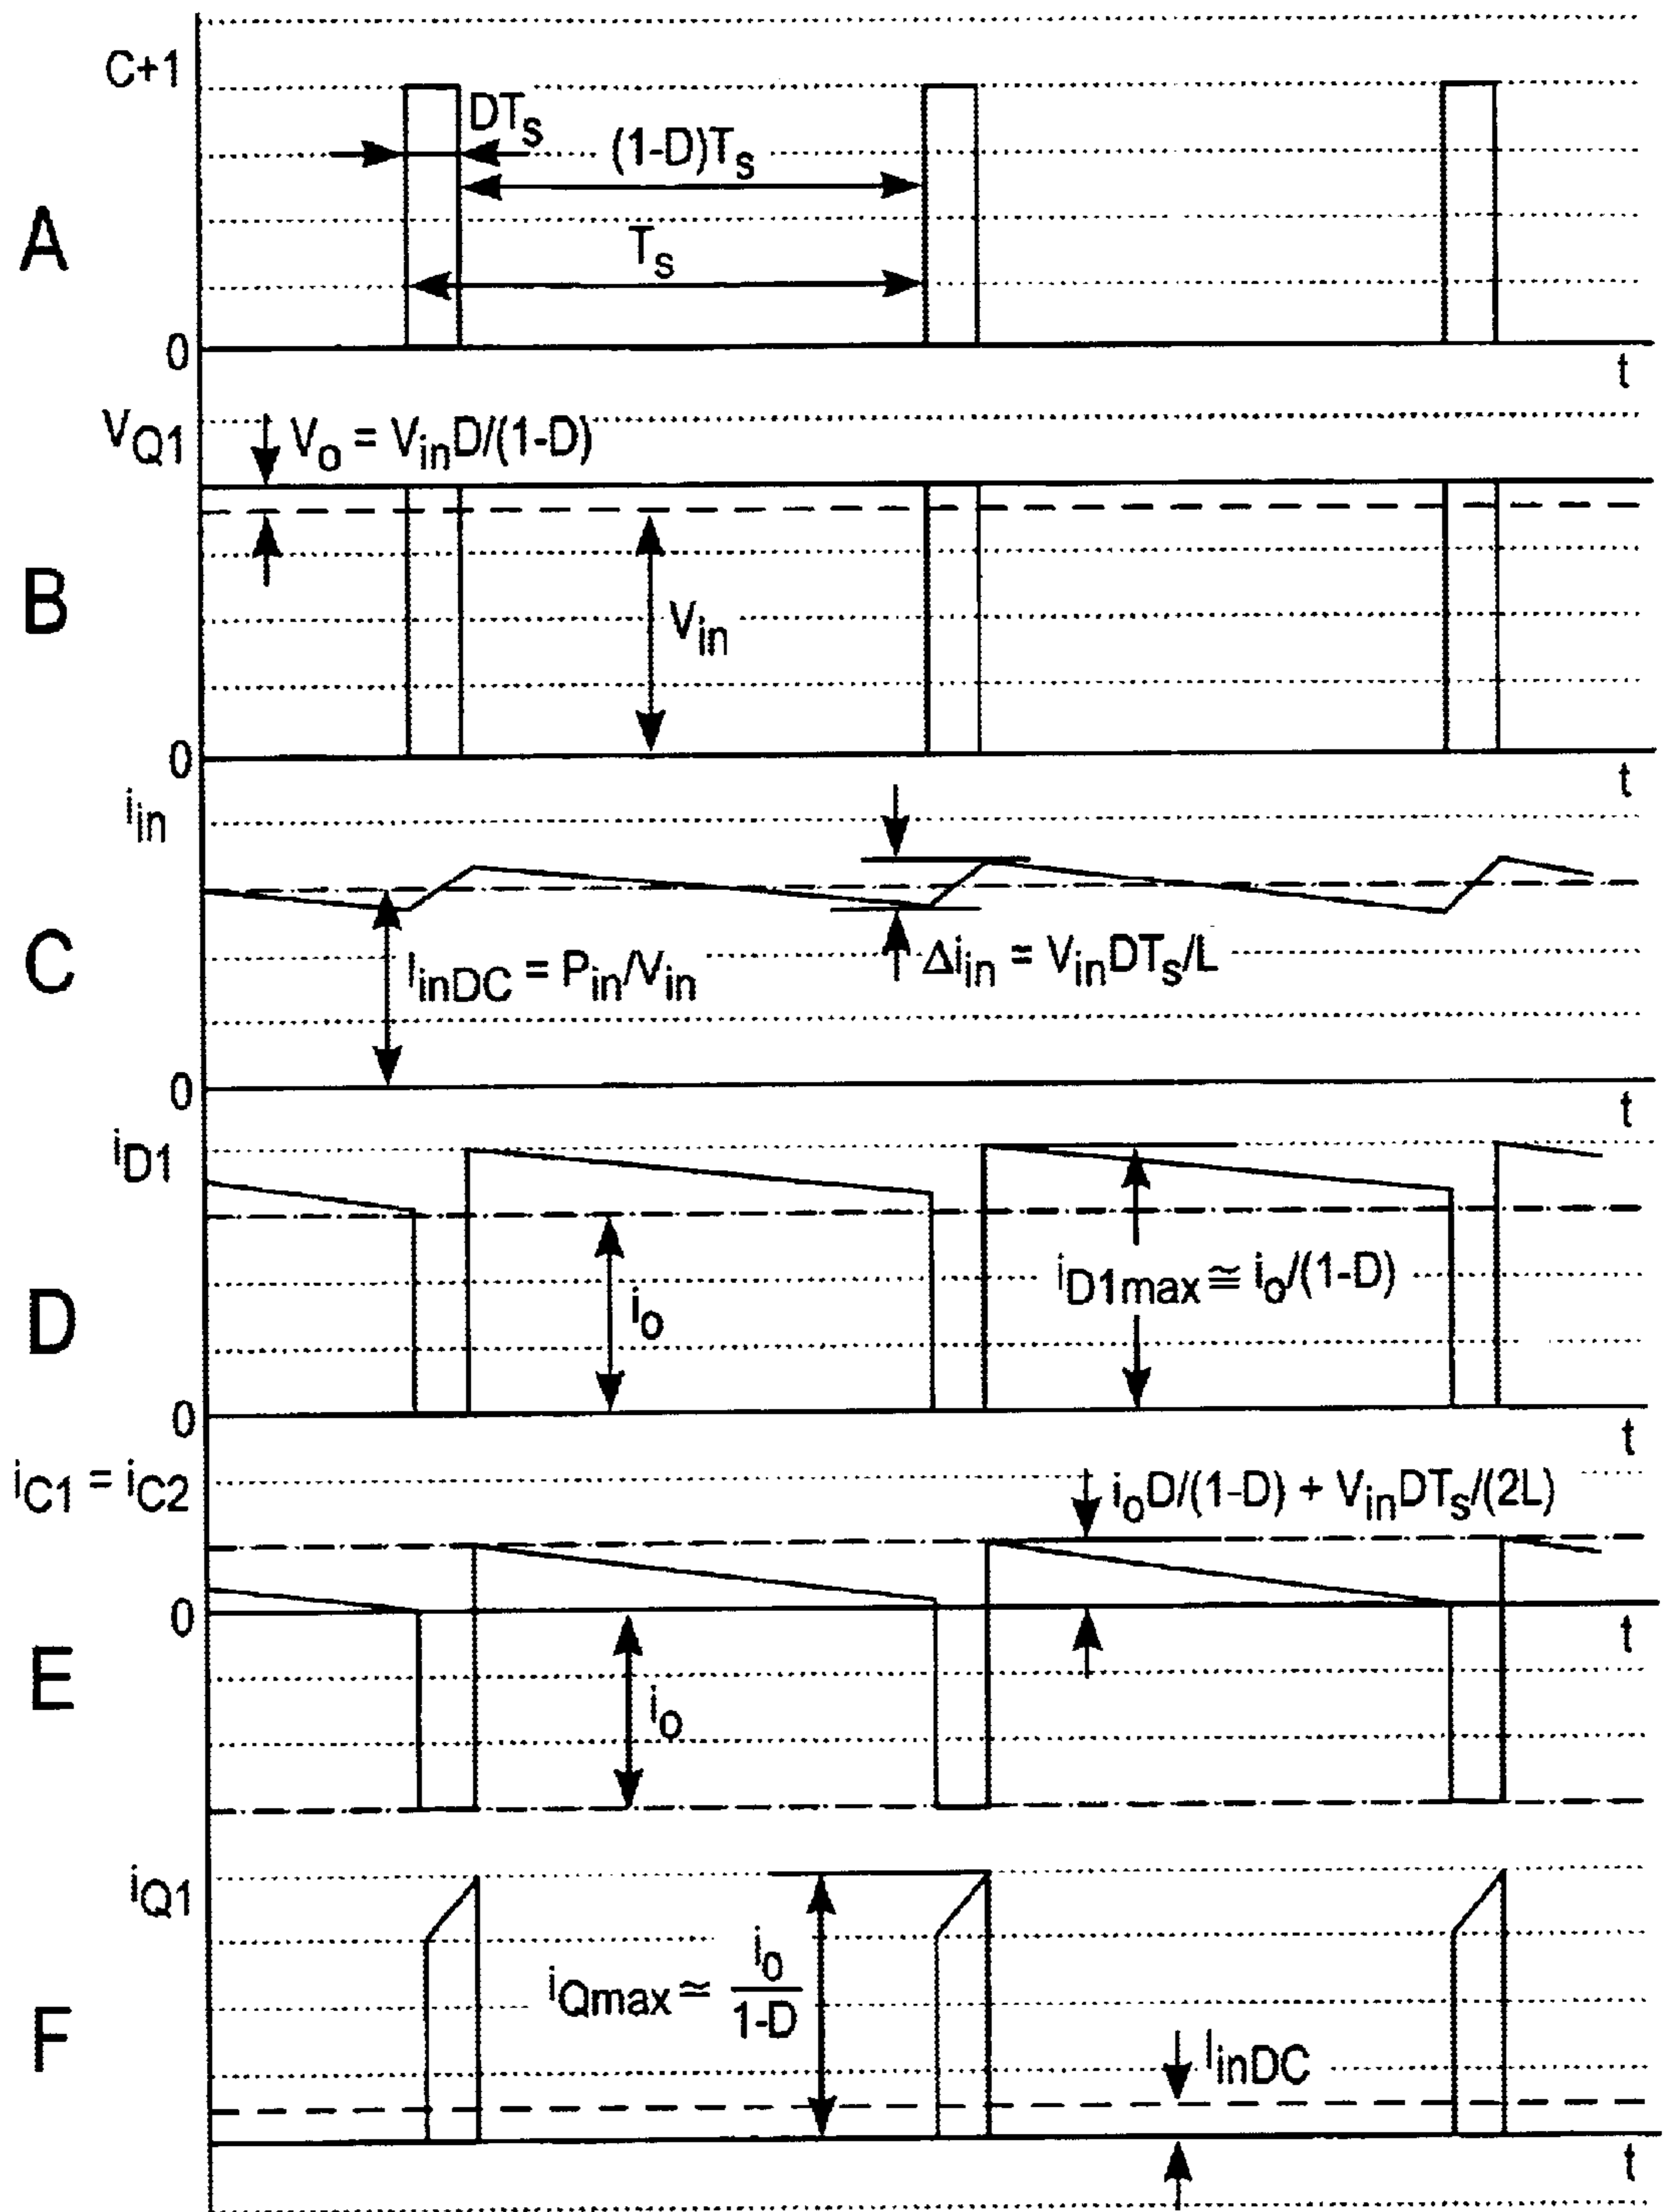 C+1
DTs
(1-D)Ts
Ts
A
0
t
VQ1
Vo = VinD/(1-D)
B
Vin
0
t
iin
C
IinDC = Pin/Vin
Δiin = VinDTs/L
0
t
iD1
D
io
iD1max ≅ io/(1-D)
0
t
iC1 = iC2
ioD/(1-D) + VinDTs/(2L)
0
t
E
io
iQ1
iQmax ≃ io/1-D
F
IinDC
t